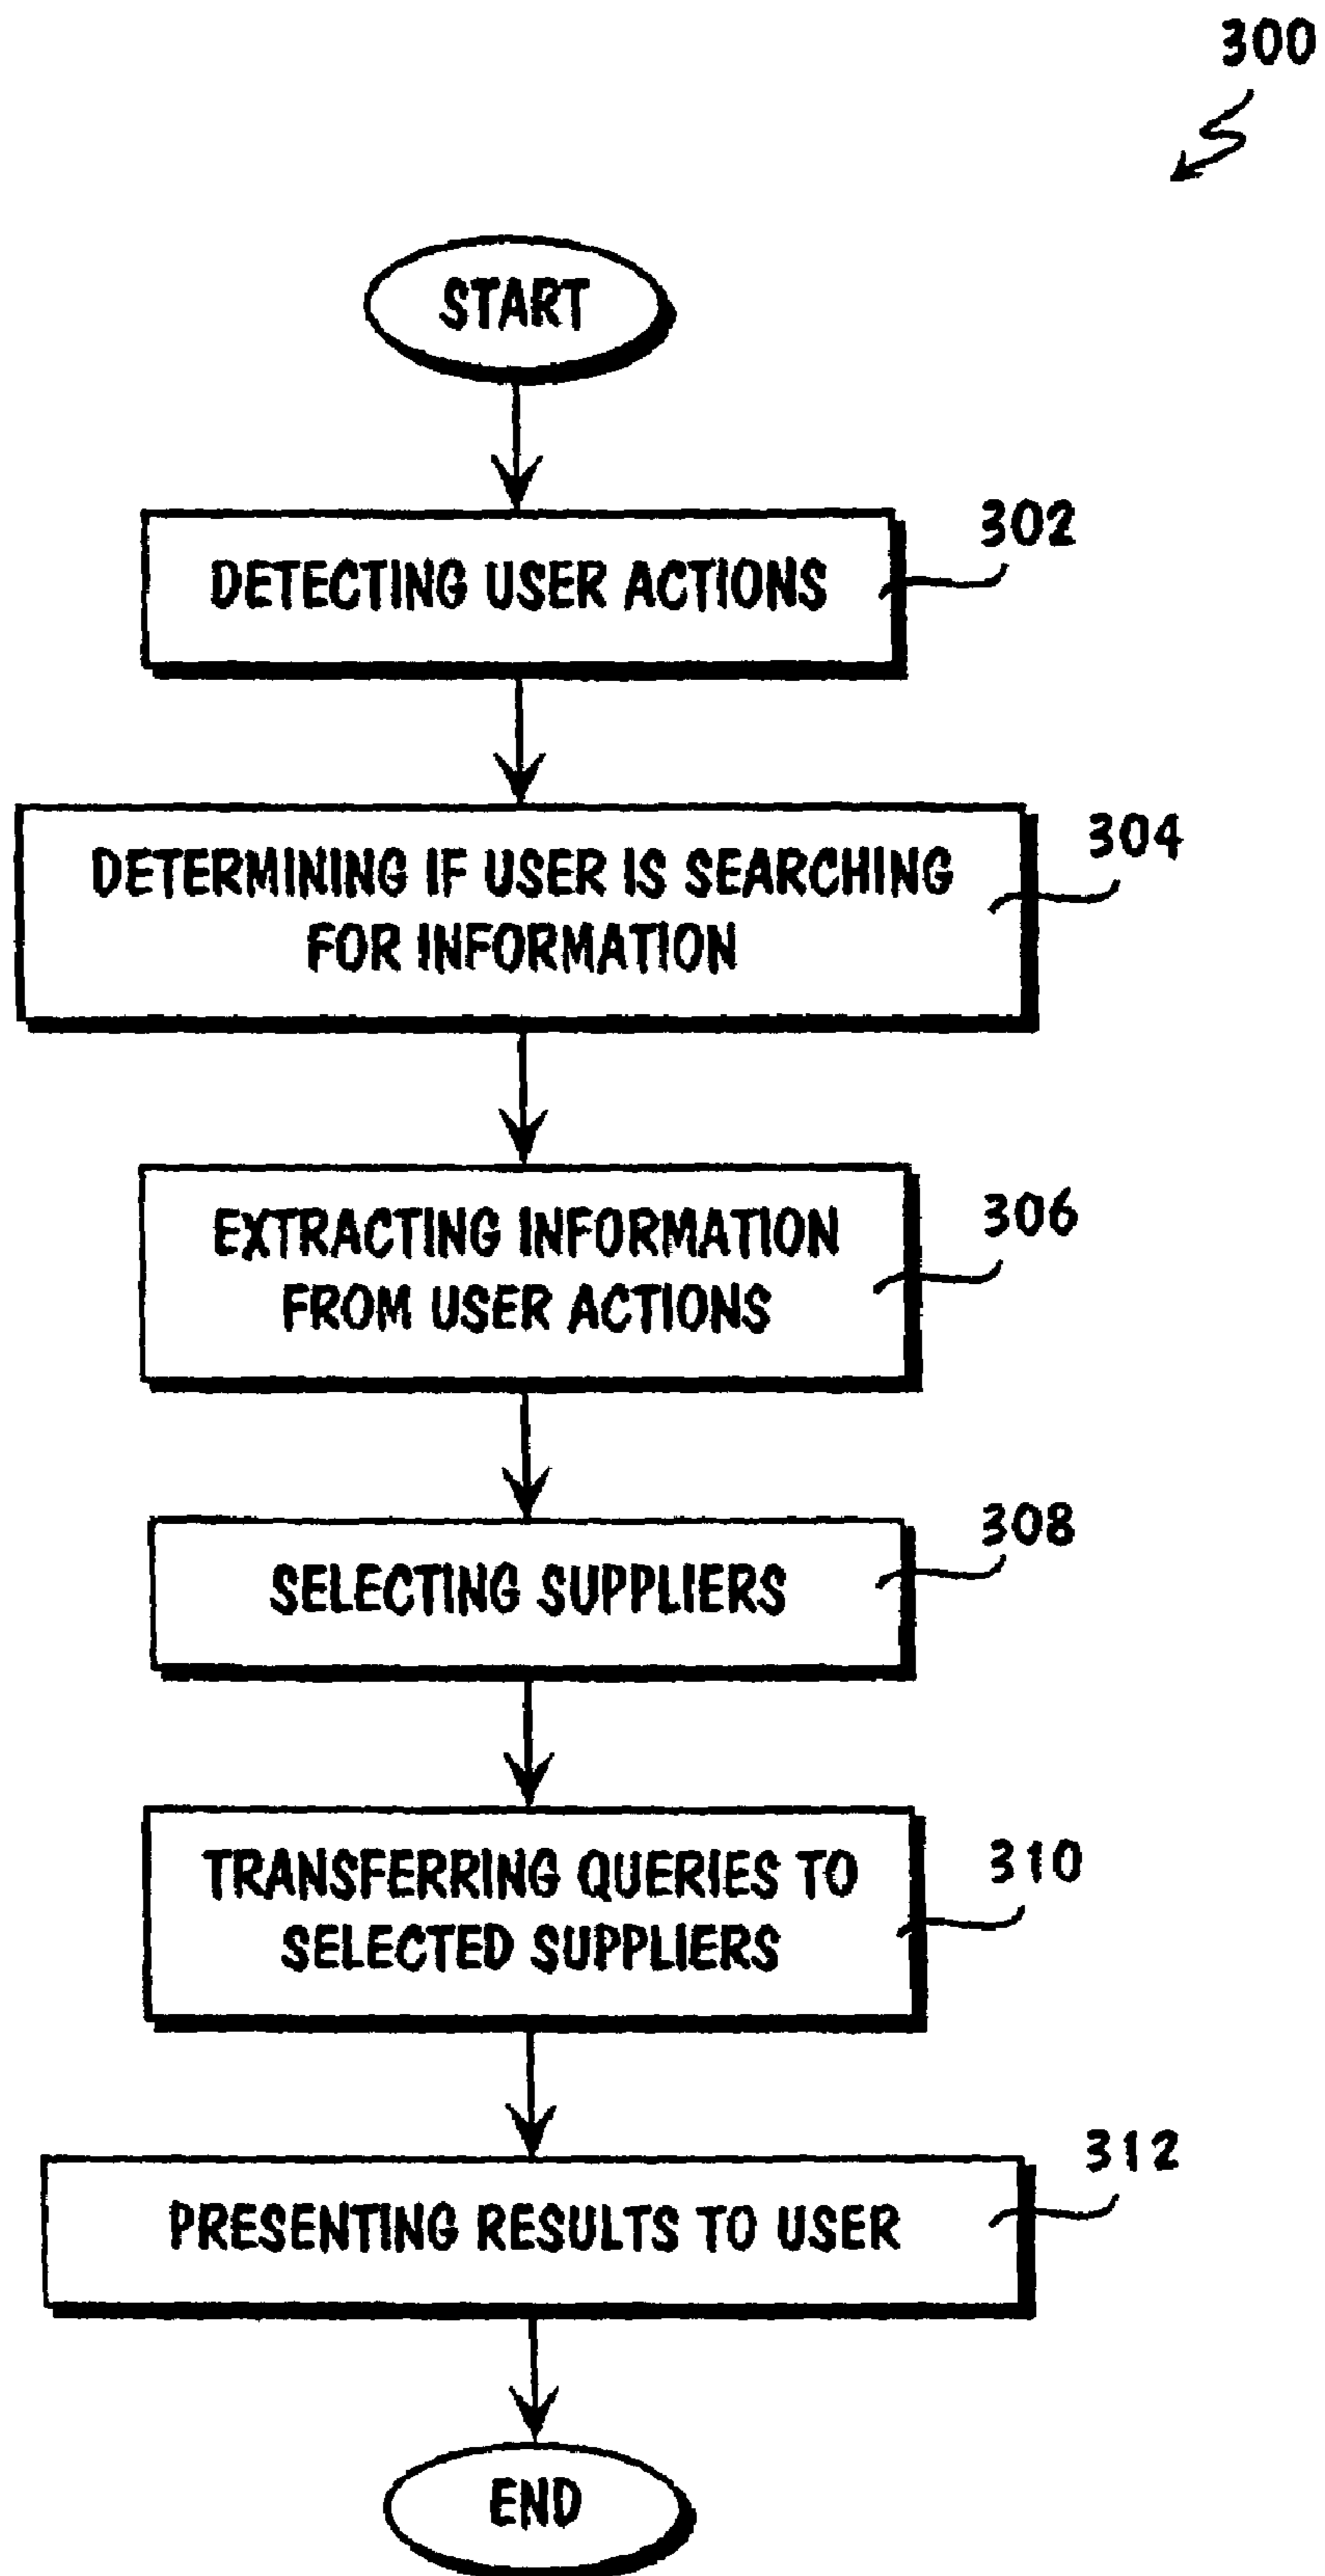 300
START
DETECTING USER ACTIONS
302
DETERMINING IF USER IS SEARCHING
FOR INFORMATION
304
EXTRACTING INFORMATION
FROM USER ACTIONS
306
SELECTING SUPPLIERS
308
TRANSFERRING QUERIES TO
SELECTED SUPPLIERS
310
PRESENTING RESULTS TO USER
312
END